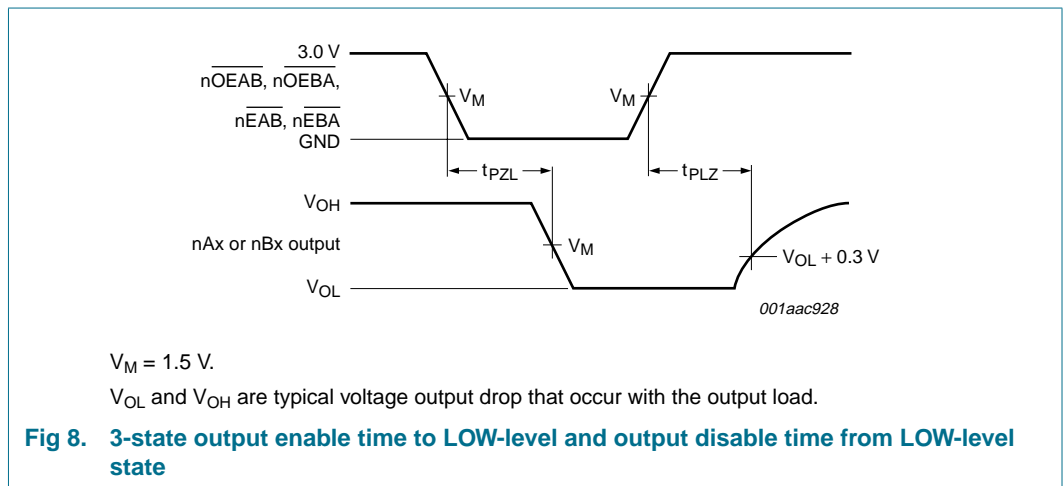 3.0 V
nOEAB, nOEBA,
VM
VM
nEAB, nEBA
GND
tPZL
tPLZ
VOH
nAx or nBx output
VM
VOL + 0.3 V
VOL
001aac928
VM = 1.5 V.
VOL and VOH are typical voltage output drop that occur with the output load.
Fig 8. 3-state output enable time to LOW-level and output disable time from LOW-level
state